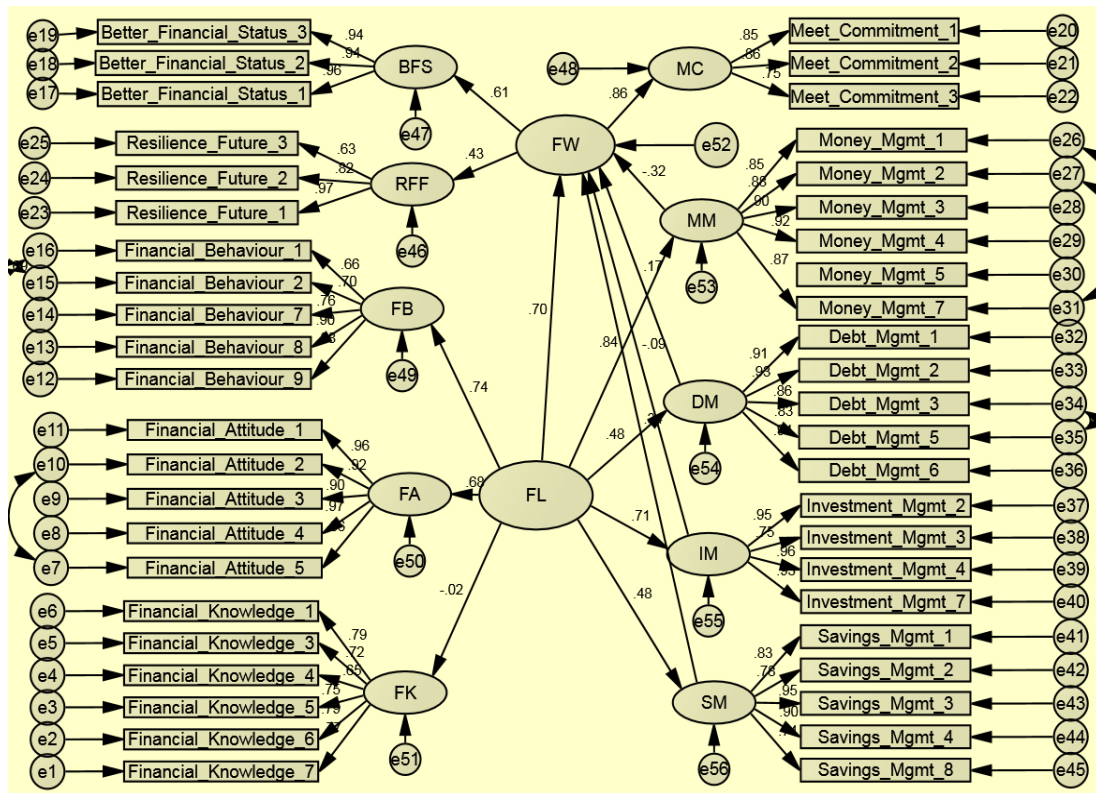 e19 Better_Financial_Status_3 .94
e18 Better_Financial_Status_2 .94 BFS
e17 Better_Financial_Status_1 .96
e47
.61
e25 Resilience_Future_3 .63
e24 Resilience_Future_2 .82 RFF
e23 Resilience_Future_1 .97
e46
.43
e16 Financial_Behaviour_1 .66
e15 Financial_Behaviour_2 .70
e14 Financial_Behaviour_7 .76 FB
e13 Financial_Behaviour_8 .90
e12 Financial_Behaviour_9
e49
.74
e11 Financial_Attitude_1 .96
e10 Financial_Attitude_2 .92
e9 Financial_Attitude_3 .90 FA
e8 Financial_Attitude_4 .97
e7 Financial_Attitude_5
e50
.68
FL
-.02
e6 Financial_Knowledge_1 .79
e5 Financial_Knowledge_3 .72
e4 Financial_Knowledge_4 .65
e3 Financial_Knowledge_5 .75 FK
e2 Financial_Knowledge_6 .79
e1 Financial_Knowledge_7
e51
FW
e52
.86
e48
MC
.85 Meet_Commitment_1 e20
.86 Meet_Commitment_2 e21
.75 Meet_Commitment_3 e22
-.32
MM
e53
.85 Money_Mgmt_1 e26
.88 Money_Mgmt_2 e27
.90 Money_Mgmt_3 e28
.92 Money_Mgmt_4 e29
Money_Mgmt_5 e30
.87 Money_Mgmt_7 e31
.17
.70
.84
-.09
.48
DM
e54
.91 Debt_Mgmt_1 e32
.93 Debt_Mgmt_2 e33
.86 Debt_Mgmt_3 e34
.83 Debt_Mgmt_5 e35
Debt_Mgmt_6 e36
.71
IM
e55
.95 Investment_Mgmt_2 e37
.75 Investment_Mgmt_3 e38
.96 Investment_Mgmt_4 e39
.93 Investment_Mgmt_7 e40
.48
SM
e56
.83 Savings_Mgmt_1 e41
.78 Savings_Mgmt_2 e42
.95 Savings_Mgmt_3 e43
.90 Savings_Mgmt_4 e44
Savings_Mgmt_8 e45